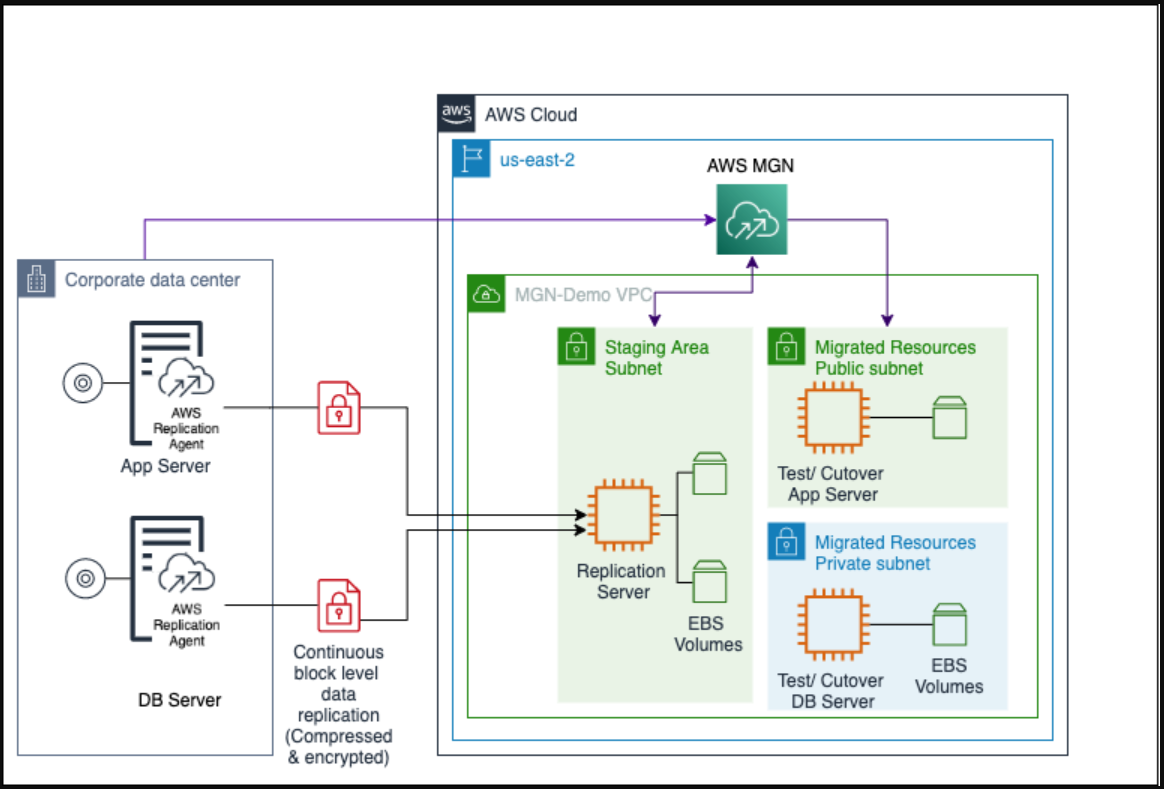 aws
AWS Cloud
us-east-2
AWS MGN
Corporate data center
MGN-Demo VPC
AWS
Replication
Agent
App Server
AWS
Replication
Agent
DB Server
Continuous
block level
data
replication
(Compressed
& encrypted)
Staging Area
Subnet
Replication
Server
EBS
Volumes
Migrated Resources
Public subnet
Test/ Cutover
App Server
Migrated Resources
Private subnet
Test/ Cutover
DB Server
EBS
Volumes